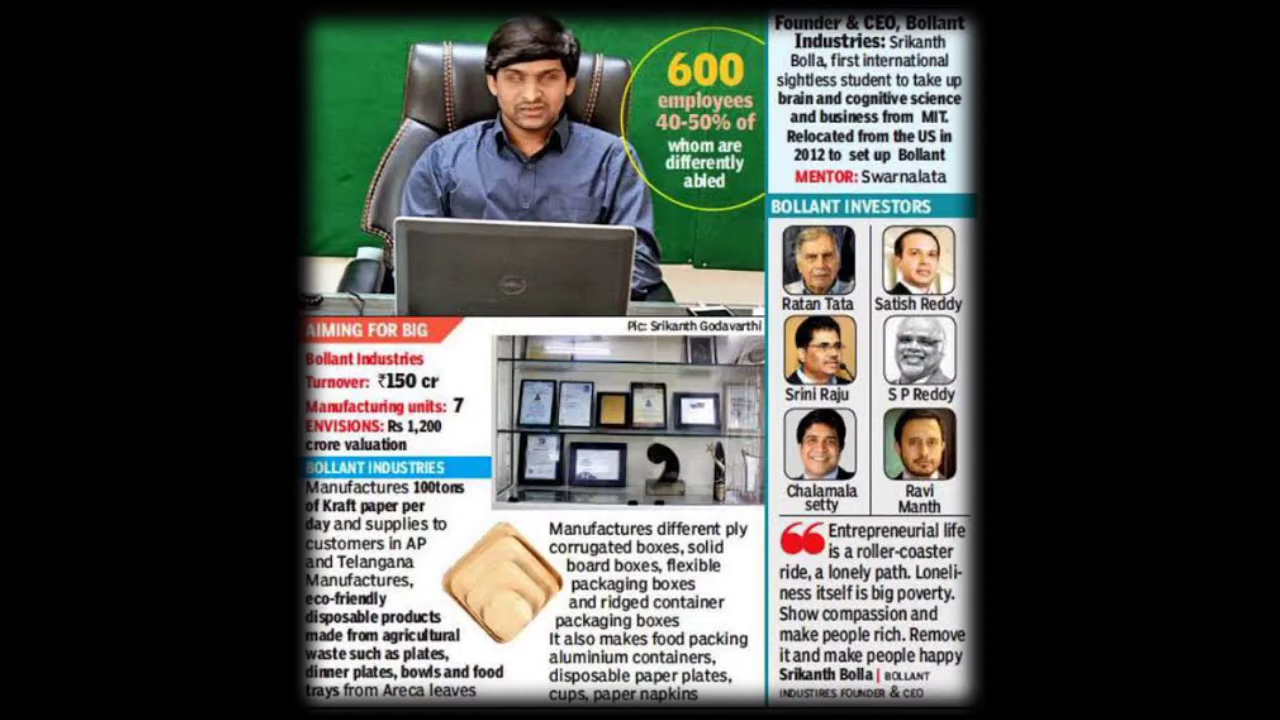 600
employees
40-50% of
whom are
differently
abled
Pic: Srikanth Godavarthi
AIMING FOR BIG
Bollant Industries
Turnover: ₹150 cr
Manufacturing units: 7
ENVISIONS: Rs 1,200
crore valuation
BOLLANT INDUSTRIES
Manufactures 100tons
of Kraft paper per
day and supplies to
customers in AP
and Telangana
Manufactures,
eco-friendly
disposable products
made from agricultural
waste such as plates,
dinner plates, bowls and food
trays from Areca leaves
Manufactures different ply
corrugated boxes, solid
board boxes, flexible
packaging boxes
and ridged container
packaging boxes
It also makes food packing
aluminium containers,
disposable paper plates,
cups, paper napkins
Founder & CEO, Bollant
Industries: Srikanth
Bolla, first international
sightless student to take up
brain and cognitive science
and business from MIT.
Relocated from the US in
2012 to set up Bollant
MENTOR: Swarnalata
BOLLANT INVESTORS
Ratan Tata
Satish Reddy
Srini Raju
S P Reddy
Chalamala
setty
Ravi
Manth
Entrepreneurial life
is a roller-coaster
ride, a lonely path. Loneli-
ness itself is big poverty.
Show compassion and
make people rich. Remove
it and make people happy
Srikanth Bolla | BOLLANT
INDUSTIRES FOUNDER & CEO